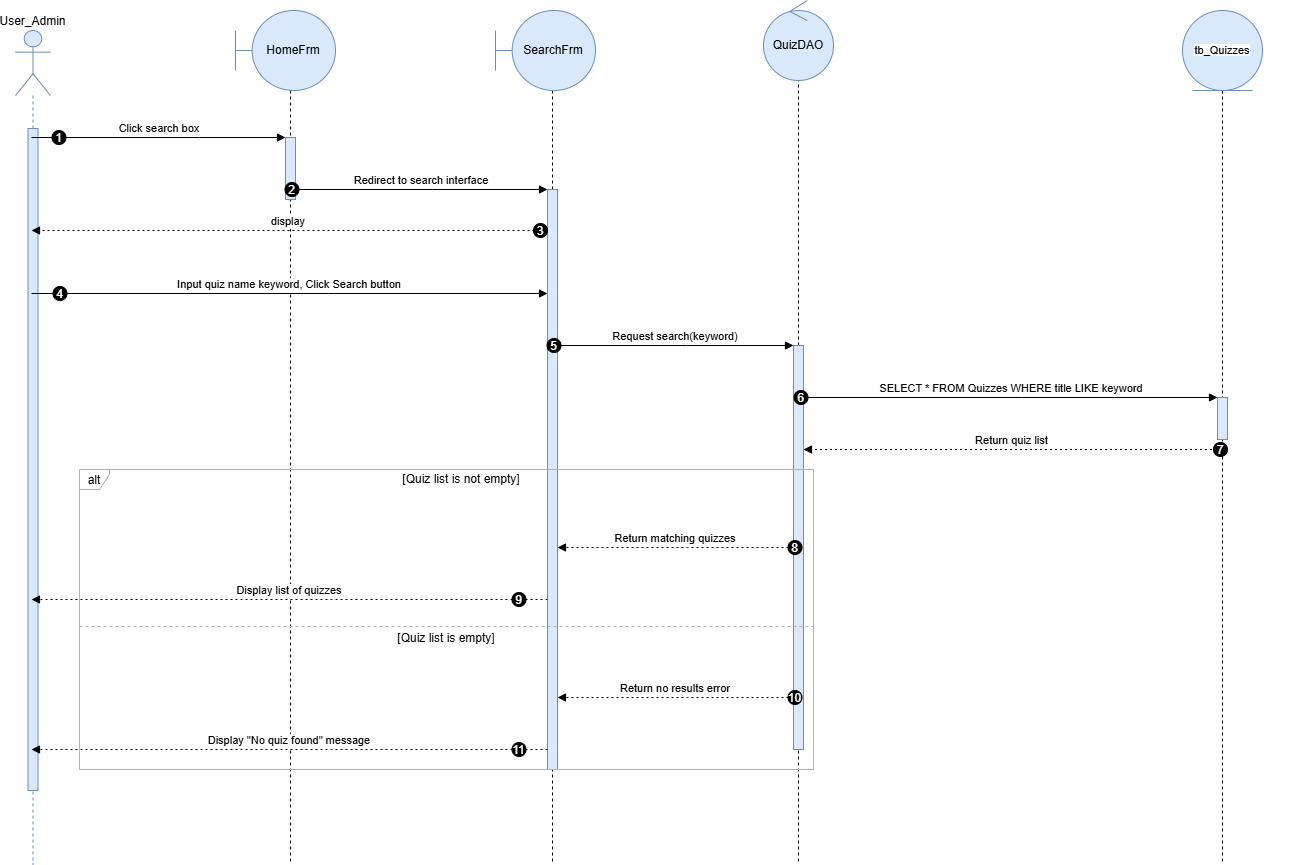 User_Admin
HomeFrm
SearchFrm
QuizDAO
tb_Quizzes
1
Click search box
2
Redirect to search interface
display
3
4
Input quiz name keyword, Click Search button
5
Request search(keyword)
6
SELECT * FROM Quizzes WHERE title LIKE keyword
Return quiz list
7
alt
[Quiz list is not empty]
Return matching quizzes
8
Display list of quizzes
9
[Quiz list is empty]
Return no results error
10
Display "No quiz found" message
11